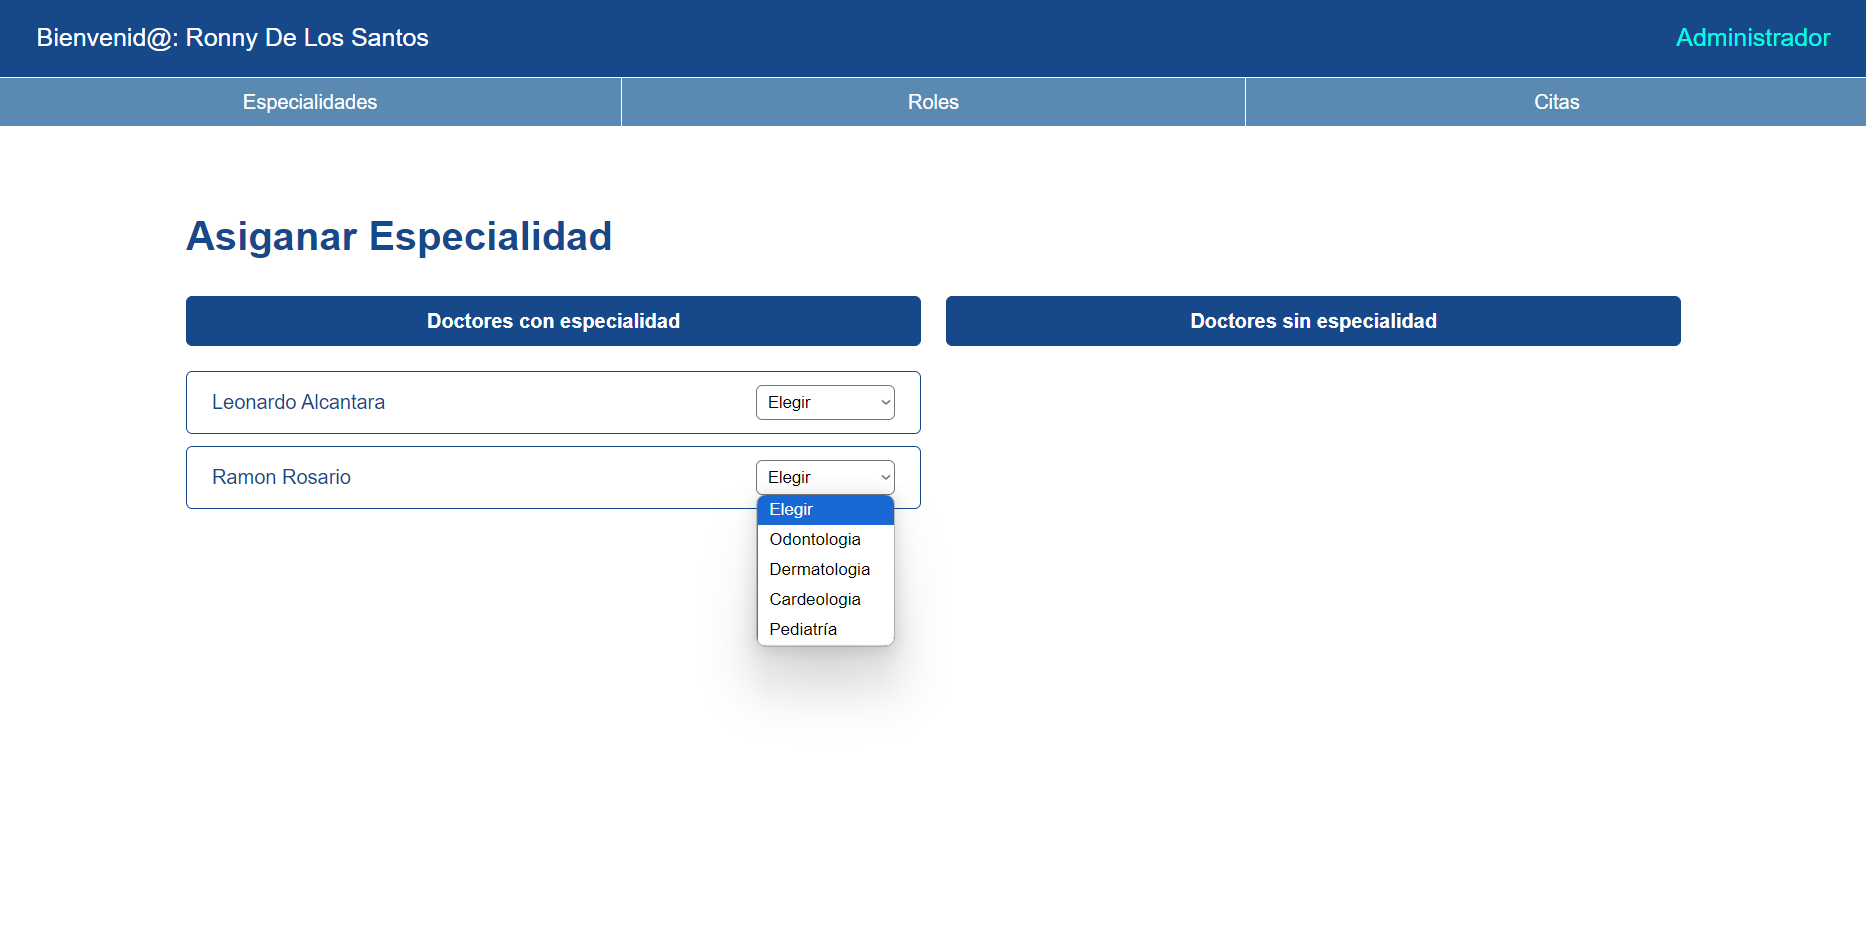 Bienvenid@: Ronny De Los Santos
Administrador
Especialidades
Roles
Citas
Asiganar Especialidad
Doctores con especialidad
Doctores sin especialidad
Leonardo Alcantara
Elegir
Ramon Rosario
Elegir
Elegir
Odontologia
Dermatologia
Cardeologia
Pediatría